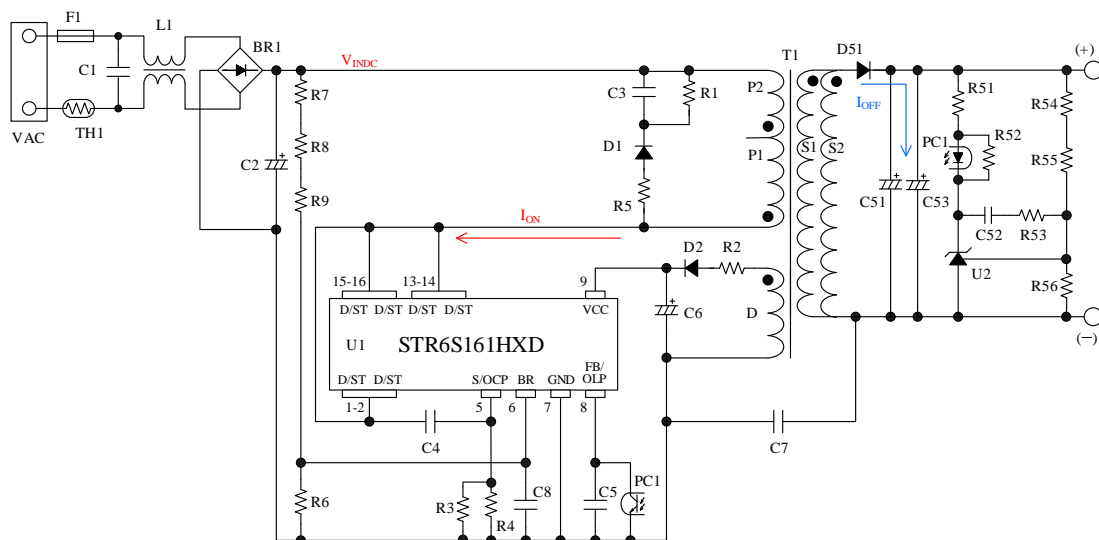 F1
L1
BR1
C1
TH1
VAC
V_INDC
T1
D51
(+)
R7
C3
R1
P2
I_OFF
R51
R54
R8
D1
P1
S1
S2
PC1
R52
C2
R55
R9
R5
C51
C53
I_ON
C52
R53
D2
R2
U2
15-16
13-14
9
R56
D/ST
D/ST
D/ST
D/ST
VCC
C6
D
(−)
U1
STR6S161HXD
D/ST
D/ST
S/OCP
BR
GND
FB/
OLP
1-2
5
6
7
8
C4
C7
R6
R3
R4
C8
C5
PC1